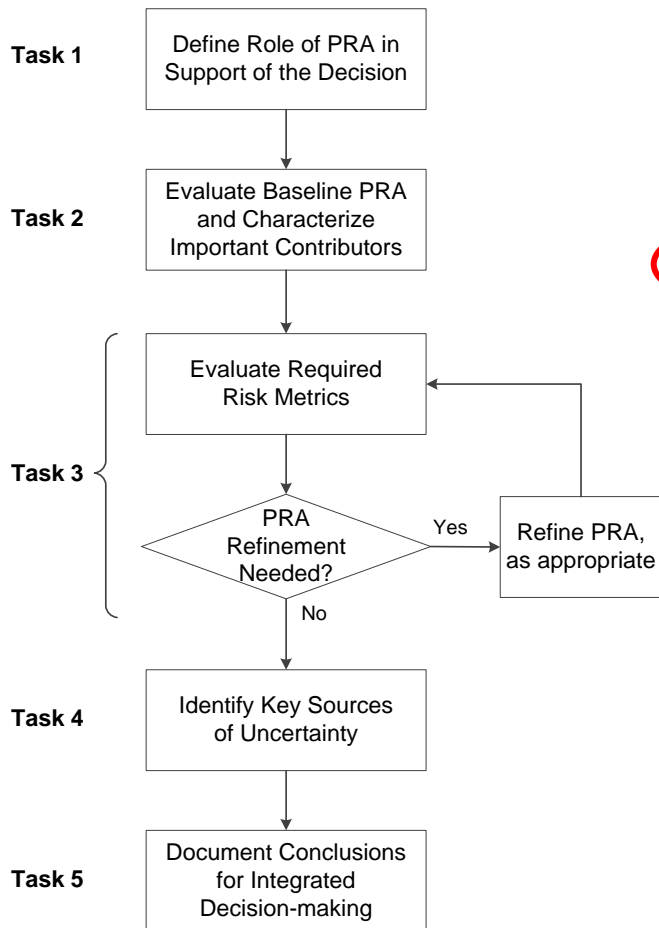 Task 1
Define Role of PRA in
Support of the Decision
Task 2
Evaluate Baseline PRA
and Characterize
Important Contributors
Evaluate Required
Risk Metrics
Task 3
PRA
Refinement
Needed?
Yes
Refine PRA,
as appropriate
No
Task 4
Identify Key Sources
of Uncertainty
Task 5
Document Conclusions
for Integrated
Decision-making